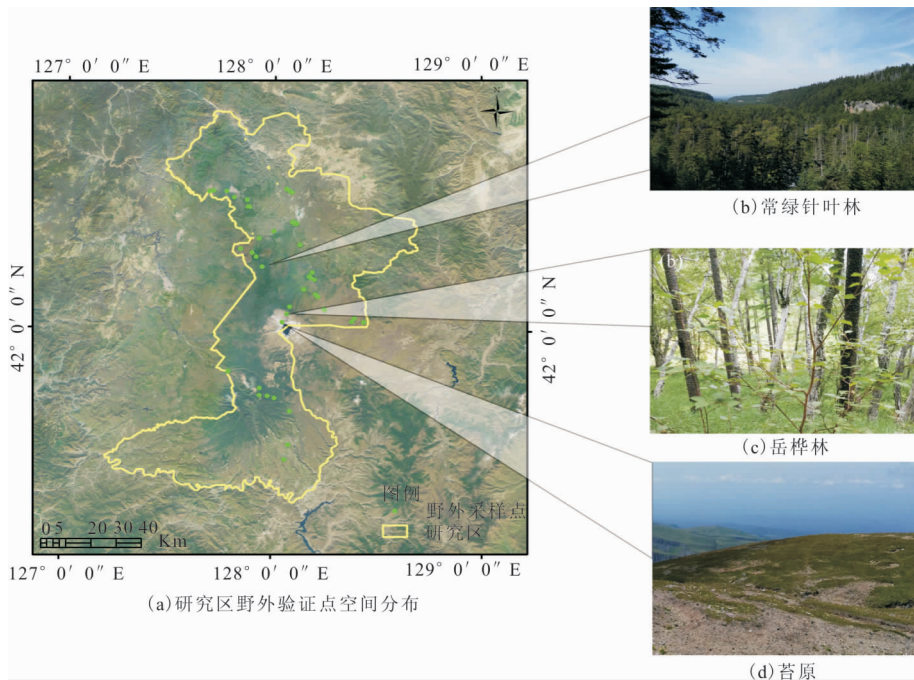 127° 0′ 0″ E
128° 0′ 0″ E
129° 0′ 0″ E
42° 0′ 0″ N
42° 0′ 0″ N
图例
野外采样点
研究区
0 5 20 30 40
Km
127° 0′ 0″ E
128° 0′ 0″ E
129° 0′ 0″ E
(a)研究区野外验证点空间分布
(b)常绿针叶林
(b)
(c)岳桦林
(d)苔原